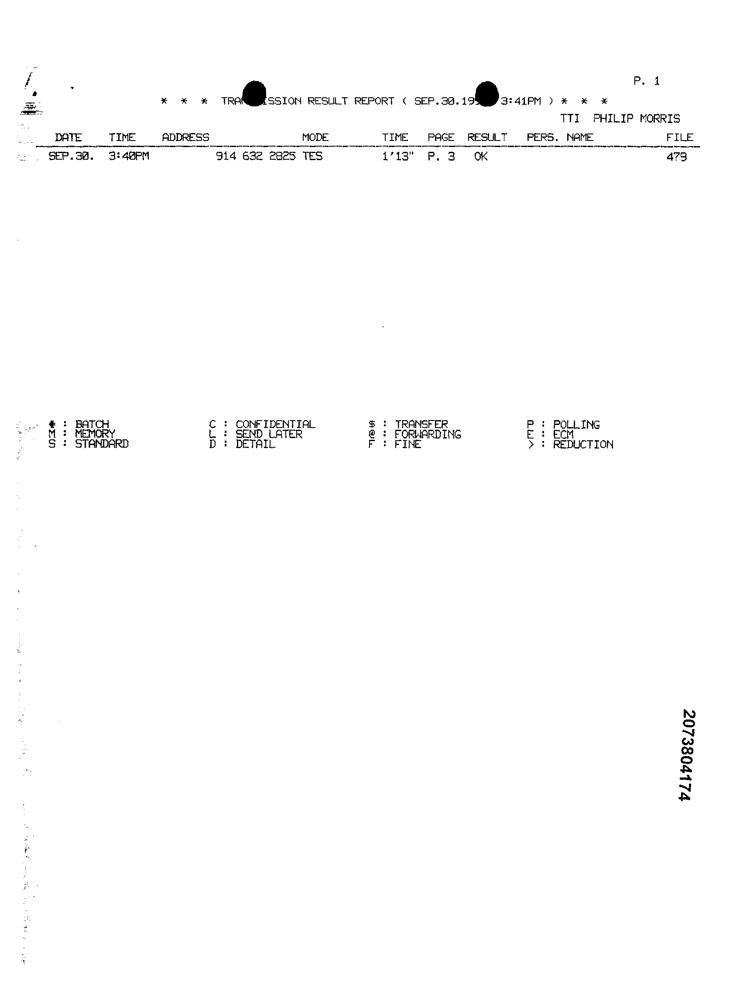 P. 1
* * * TRA SSION RESULT REPORT ( SEP.30.19 3:41PM ) * * *
TTI PHILIP MORRIS
DATE TIME ADDRESS MODE TIME PAGE RESULT PERS. NAME FILE
SEP.30. 3:40PM 914 632 2825 TES 1'13" P. 3 OK 479
# : BATCH C : CONFIDENTIAL $ : TRANSFER P : POLLING
M : MEMORY L : SEND LATER @ : FORWARDING E : ECM
S : STANDARD D : DETAIL F : FINE > : REDUCTION
2073804174